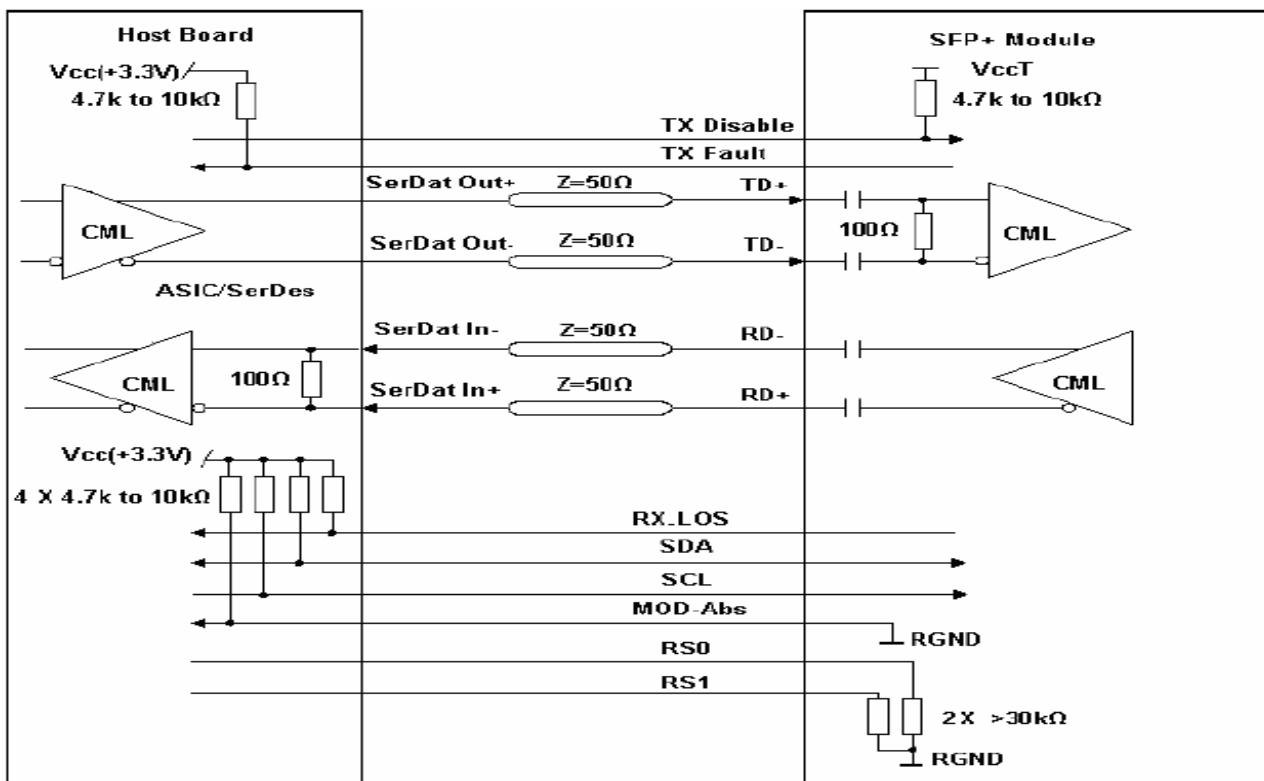 Host Board
SFP+ Module
Vcc(+3.3V)
4.7k to 10kΩ
VccT
4.7k to 10kΩ
TX Disable
TX Fault
SerDat Out+
Z=50Ω
TD+
CML
SerDat Out-
Z=50Ω
TD-
100Ω
CML
ASIC/SerDes
SerDat In-
Z=50Ω
RD-
CML
100Ω
SerDat In+
Z=50Ω
RD+
CML
Vcc(+3.3V)
4 X 4.7k to 10kΩ
RX_LOS
SDA
SCL
MOD-Abs
RGND
RS0
RS1
2X >30kΩ
RGND